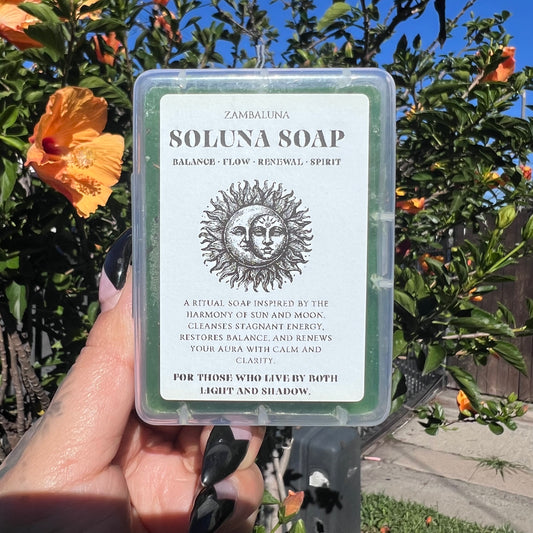 ZAMBALUNA
SOLUNA SOAP
BALANCE · FLOW · RENEWAL · SPIRIT
A RITUAL SOAP INSPIRED BY THE
HARMONY OF SUN AND MOON.
CLEANSES STAGNANT ENERGY,
RESTORES BALANCE, AND RENEWS
YOUR AURA WITH CALM AND
CLARITY.
FOR THOSE WHO LIVE BY BOTH
LIGHT AND SHADOW.